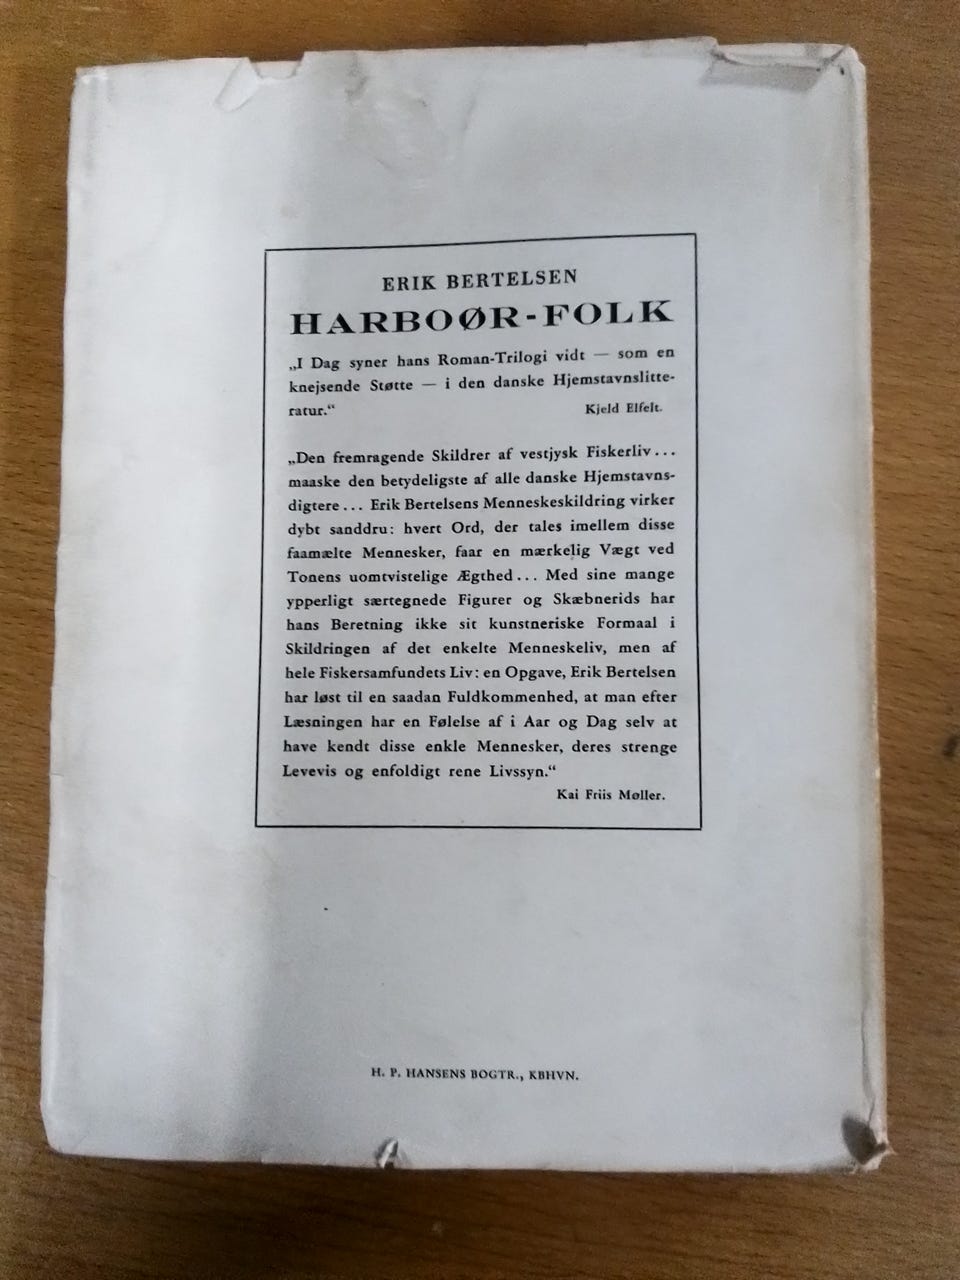 ERIK BERTELSEN
HARBOØR-FOLK
„I Dag syner hans Roman-Trilogi vidt — som en
knejsende Støtte — i den danske Hjemstavnslitte-
ratur.“ Kjeld Elfelt.
„Den fremragende Skildrer af vestjysk Fiskerliv...
maaske den betydeligste af alle danske Hjemstavns-
digtere... Erik Bertelsens Menneskeskildring virker
dybt sanddru: hvert Ord, der tales imellem disse
faamælte Mennesker, faar en mærkelig Vægt ved
Tonens uomtvistelige Ægthed... Med sine mange
ypperligt særtegnede Figurer og Skæbnerids har
hans Beretning ikke sit kunstneriske Formaal i
Skildringen af det enkelte Menneskeliv, men af
hele Fiskersamfundets Liv: en Opgave, Erik Bertelsen
har løst til en saadan Fuldkommenhed, at man efter
Læsningen har en Følelse af i Aar og Dag selv at
have kendt disse enkle Mennesker, deres strenge
Levevis og enfoldigt rene Livssyn.“
Kai Friis Møller.
H. P. HANSENS BOGTR., KBHVN.